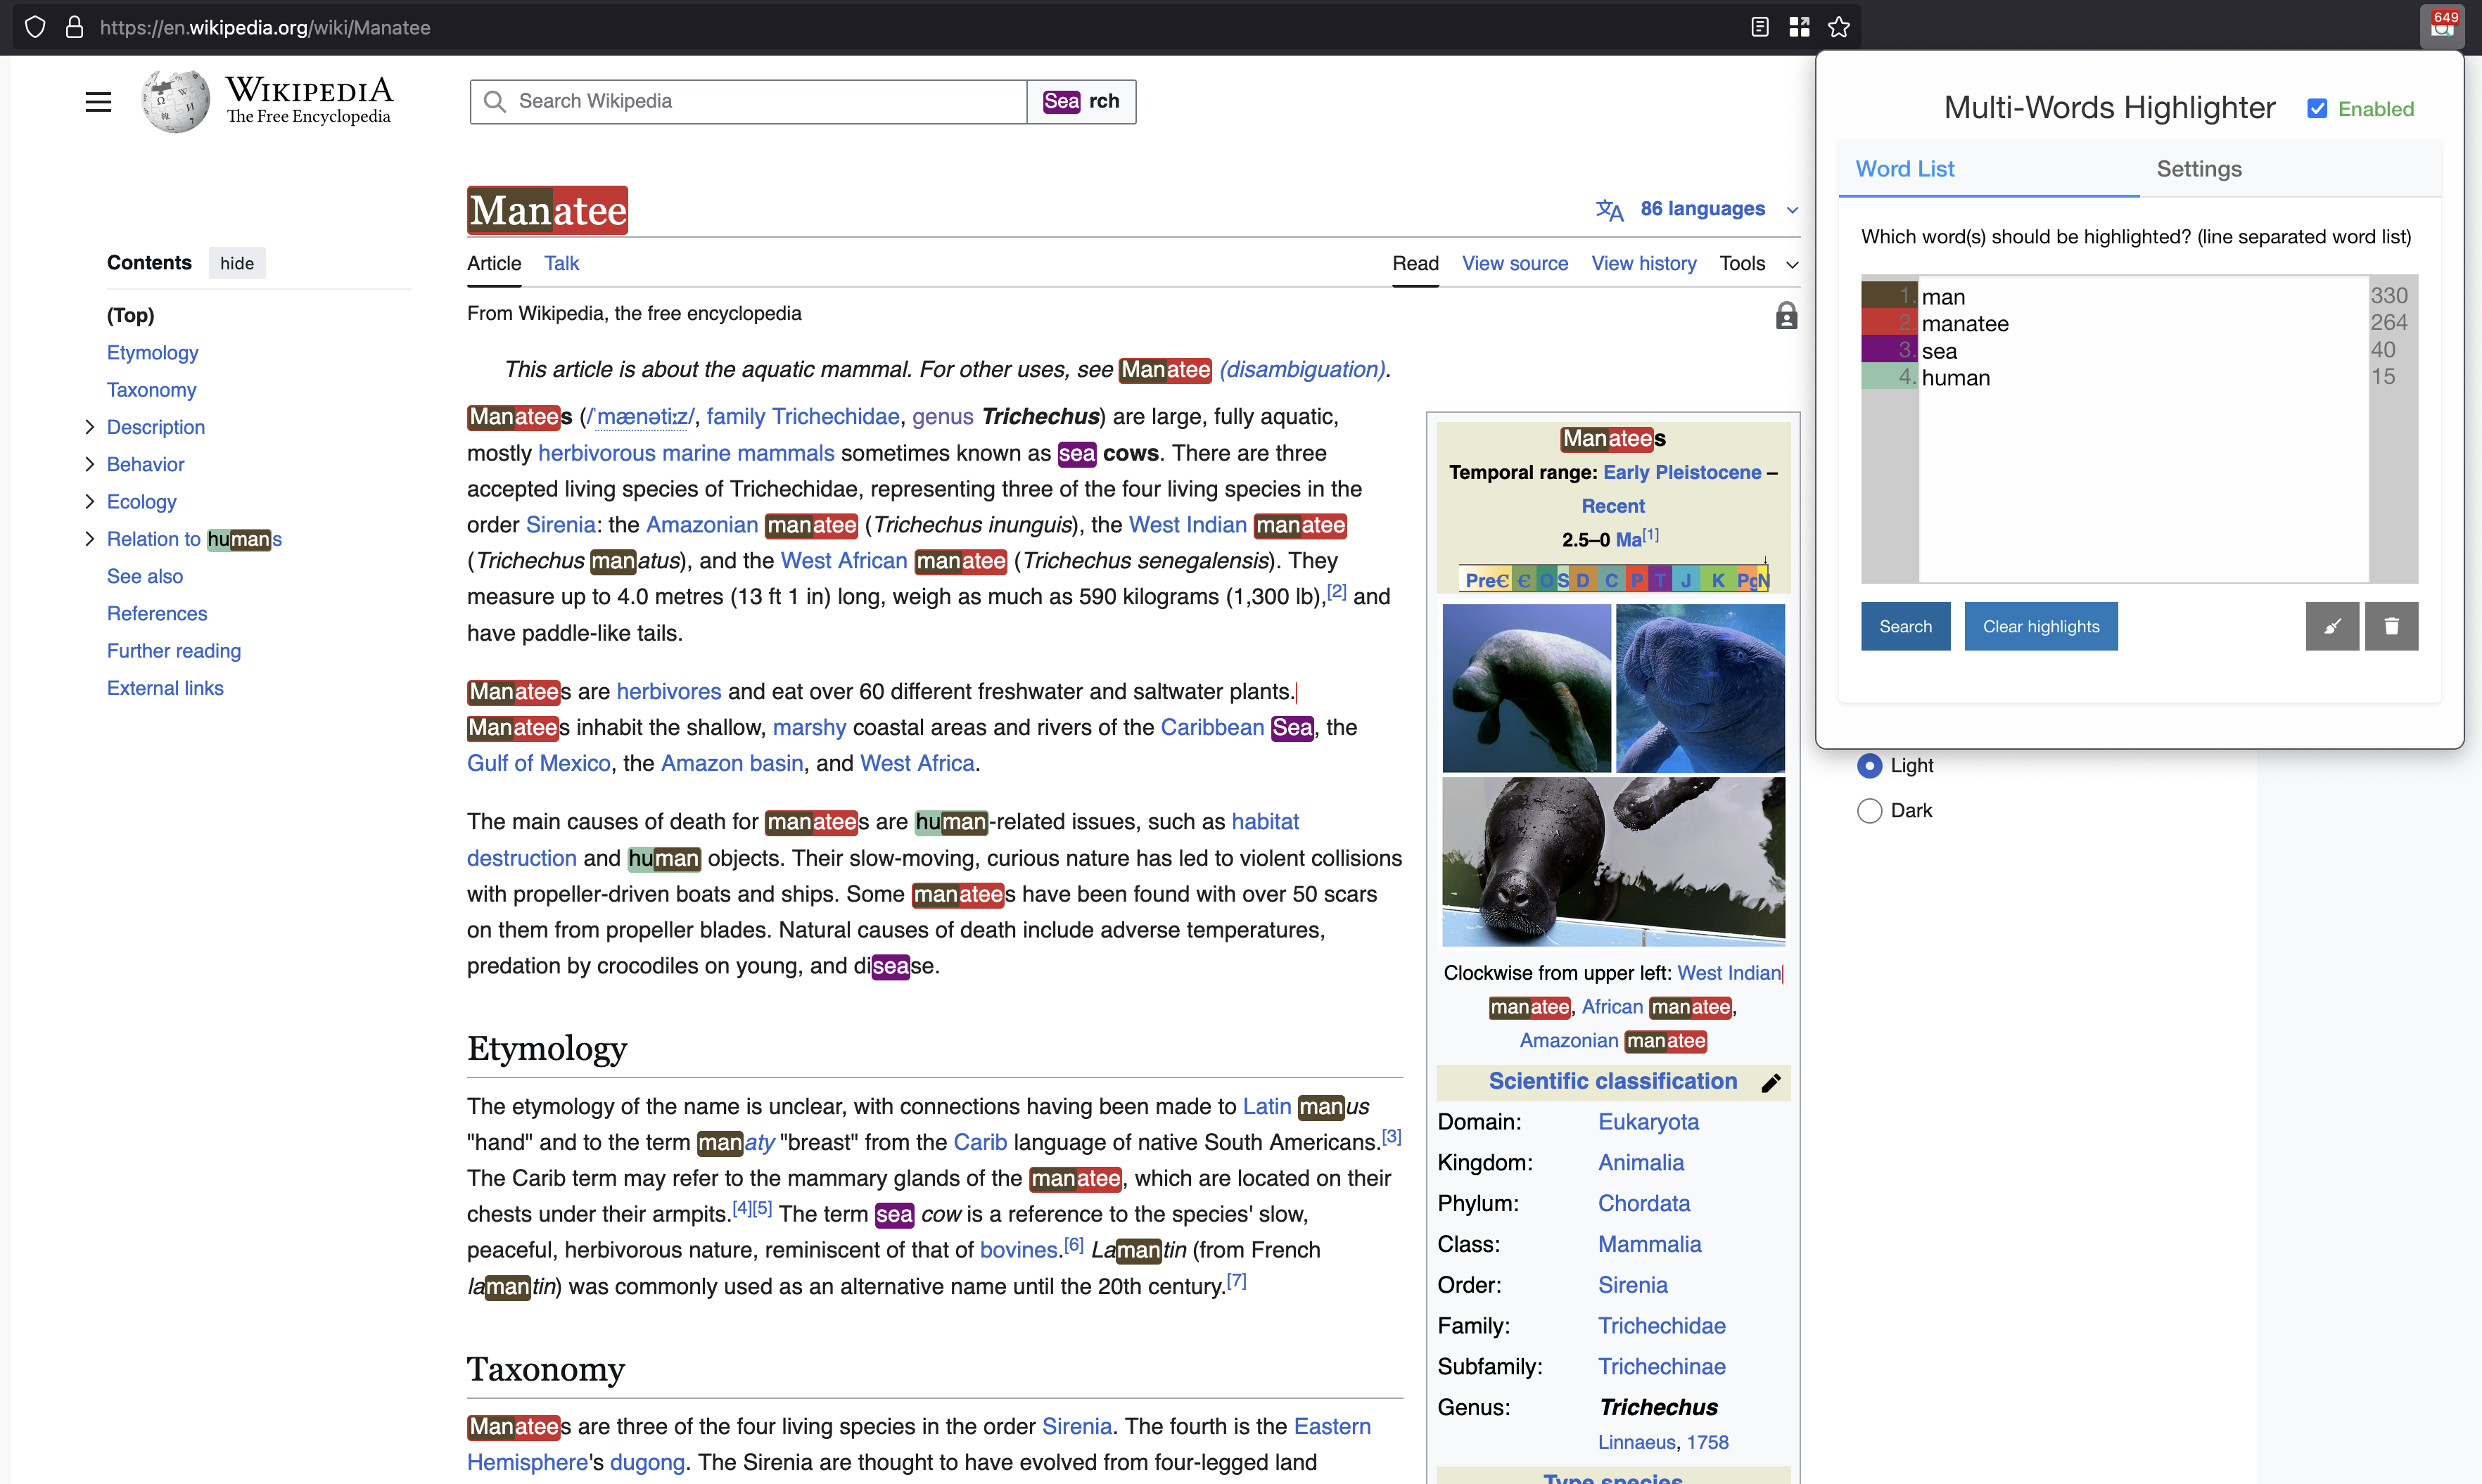 https://en.wikipedia.org/wiki/Manatee
649
WIKIPEDIA
The Free Encyclopedia
Search Wikipedia
Search
Multi-Words Highlighter
Enabled
Word List
Settings
Which word(s) should be highlighted? (line separated word list)
1. man 330
2. manatee 264
3. sea 40
4. human 15
Search
Clear highlights
Light
Dark
Contents
hide
(Top)
Etymology
Taxonomy
Description
Behavior
Ecology
Relation to humans
See also
References
Further reading
External links
Manatee
86 languages
Article
Talk
Read
View source
View history
Tools
From Wikipedia, the free encyclopedia
This article is about the aquatic mammal. For other uses, see Manatee (disambiguation).
Manatees (/ˈmænətiːz/, family Trichechidae, genus Trichechus) are large, fully aquatic,
mostly herbivorous marine mammals sometimes known as sea cows. There are three
accepted living species of Trichechidae, representing three of the four living species in the
order Sirenia: the Amazonian manatee (Trichechus inunguis), the West Indian manatee
(Trichechus manatus), and the West African manatee (Trichechus senegalensis). They
measure up to 4.0 metres (13 ft 1 in) long, weigh as much as 590 kilograms (1,300 lb),[2] and
have paddle-like tails.
Manatees are herbivores and eat over 60 different freshwater and saltwater plants.
Manatees inhabit the shallow, marshy coastal areas and rivers of the Caribbean Sea, the
Gulf of Mexico, the Amazon basin, and West Africa.
The main causes of death for manatees are human-related issues, such as habitat
destruction and human objects. Their slow-moving, curious nature has led to violent collisions
with propeller-driven boats and ships. Some manatees have been found with over 50 scars
on them from propeller blades. Natural causes of death include adverse temperatures,
predation by crocodiles on young, and disease.
Etymology
The etymology of the name is unclear, with connections having been made to Latin manus
"hand" and to the term manaty "breast" from the Carib language of native South Americans.[3]
The Carib term may refer to the mammary glands of the manatee, which are located on their
chests under their armpits.[4][5] The term sea cow is a reference to the species' slow,
peaceful, herbivorous nature, reminiscent of that of bovines.[6] Lamantin (from French
lamantin) was commonly used as an alternative name until the 20th century.[7]
Taxonomy
Manatees are three of the four living species in the order Sirenia. The fourth is the Eastern
Hemisphere's dugong. The Sirenia are thought to have evolved from four-legged land
Manatees
Temporal range: Early Pleistocene –
Recent
2.5–0 Ma[1]
↓
PreЄ Є O S D C P T J K Pg N
Clockwise from upper left: West Indian
manatee, African manatee,
Amazonian manatee
Scientific classification
Domain: Eukaryota
Kingdom: Animalia
Phylum: Chordata
Class: Mammalia
Order: Sirenia
Family: Trichechidae
Subfamily: Trichechinae
Genus: Trichechus
Linnaeus, 1758
Type species